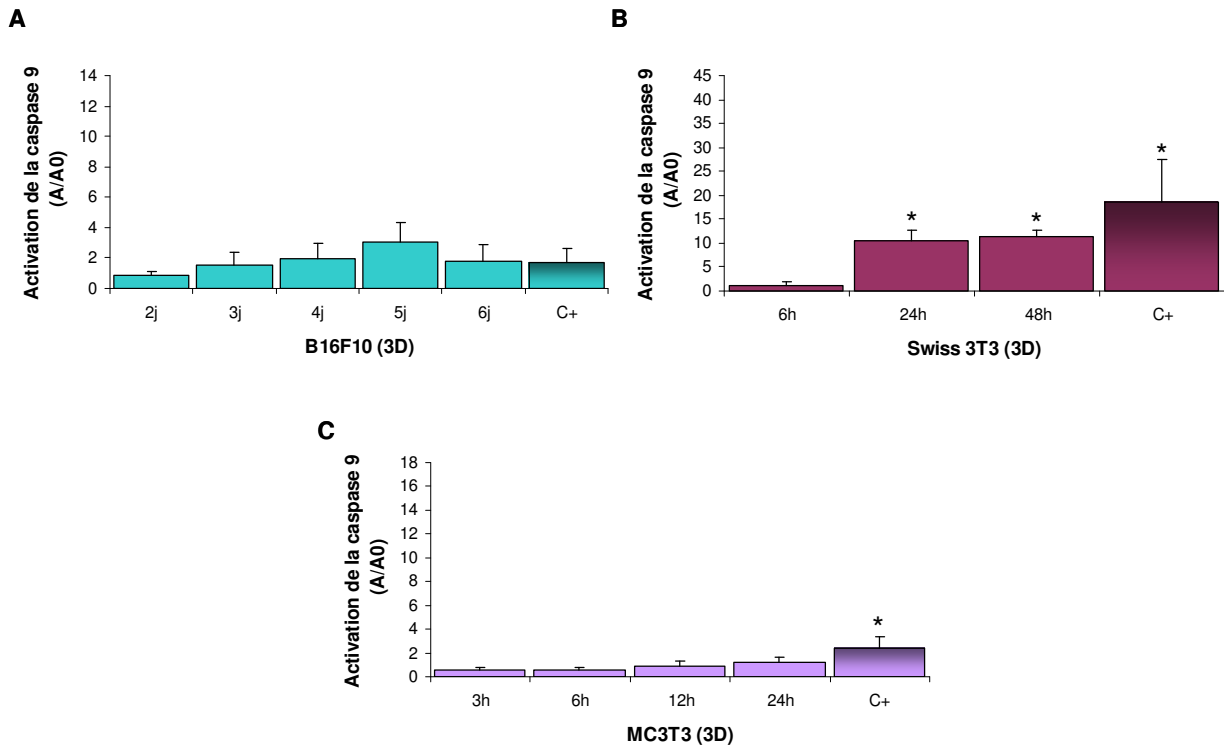 A
Activation de la caspase 9
(A/A0)
14
12
10
8
6
4
2
0
2j 3j 4j 5j 6j C+
B16F10 (3D)
B
Activation de la caspase 9
(A/A0)
45
40
35
30
25
20
15
10
5
0
* * *
6h 24h 48h C+
Swiss 3T3 (3D)
C
Activation de la caspase 9
(A/A0)
18
16
14
12
10
8
6
4
2
0
*
3h 6h 12h 24h C+
MC3T3 (3D)